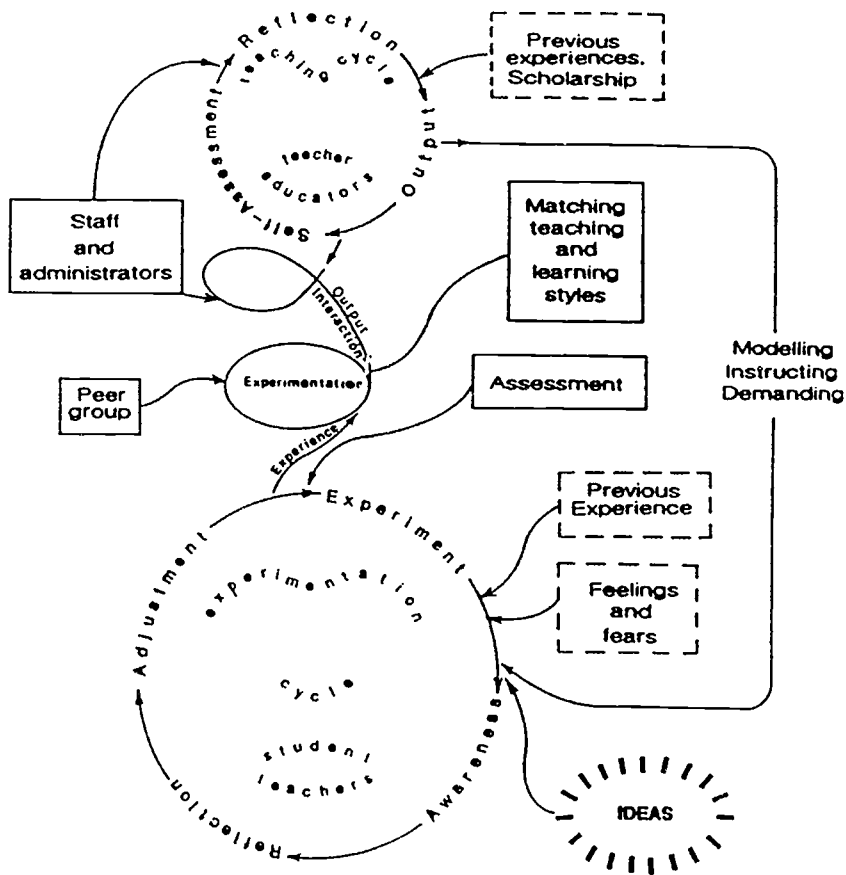 Reflection
teaching cycle
Output
teacher
educators
Self-Assessment
Previous
experiences.
Scholarship
Staff
and
administrators
Matching
teaching
and
learning
styles
Output
Interaction
Modelling
Instructing
Demanding
Experimentation
Assessment
Peer
group
Experience
Experiment
Previous
Experience
Adjustment
experimentation
Feelings
and
fears
cycle
Awareness
student
teachers
Reflection
IDEAS